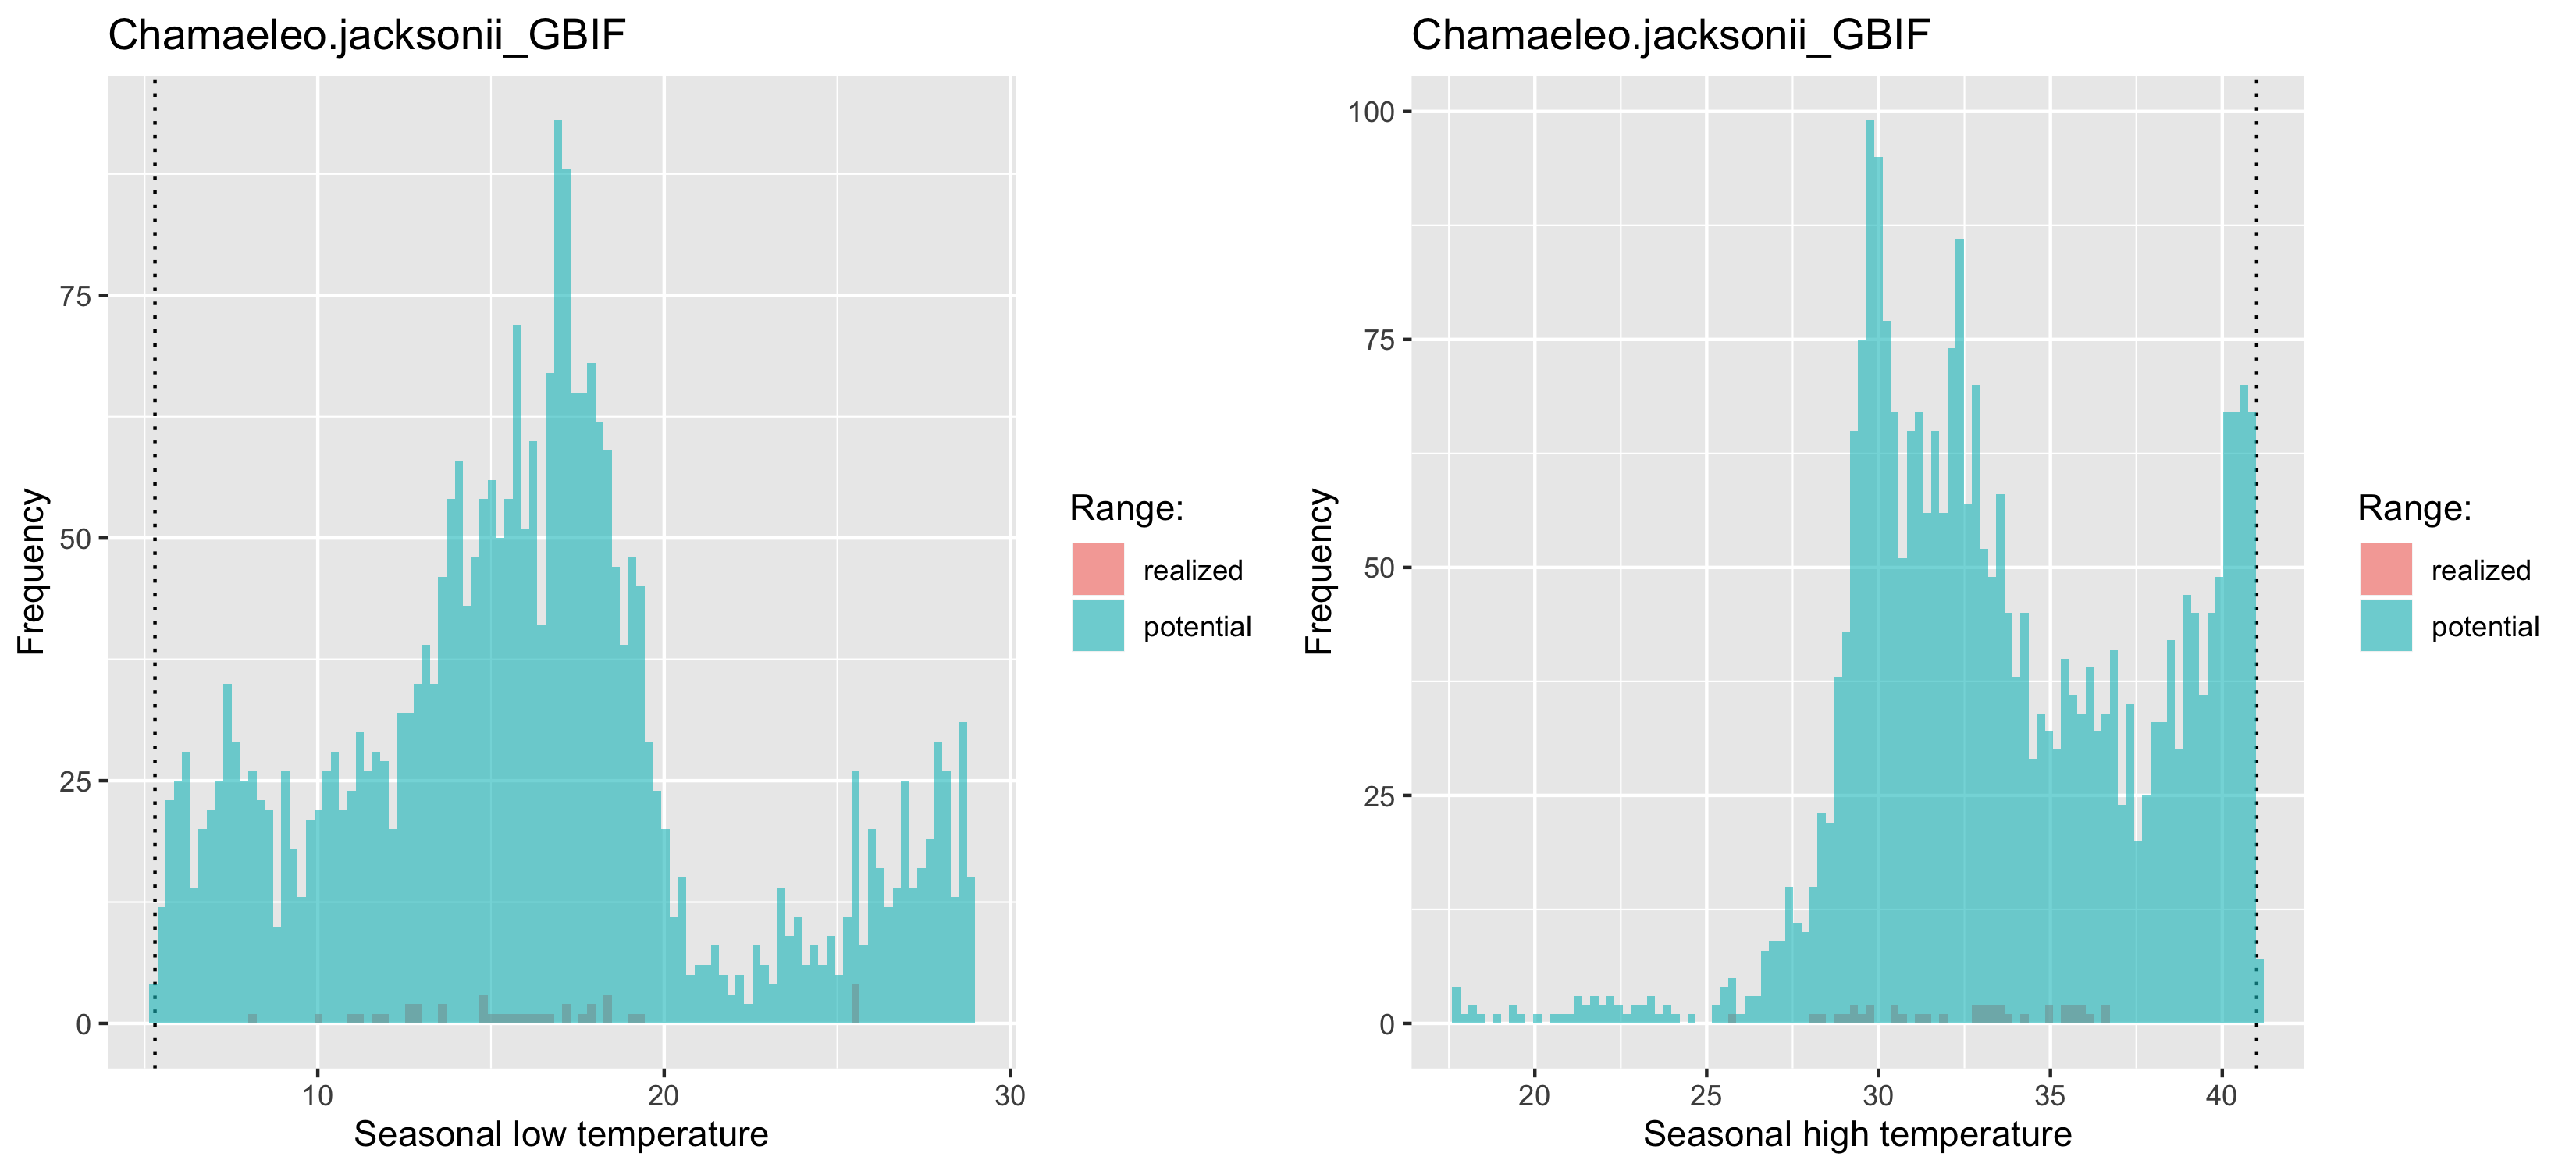 Chamaeleo.jacksonii_GBIF
Frequency
75
50
25
0
10
20
30
Seasonal low temperature
Range:
realized
potential
Chamaeleo.jacksonii_GBIF
Frequency
100
75
50
25
0
20
25
30
35
40
Seasonal high temperature
Range:
realized
potential